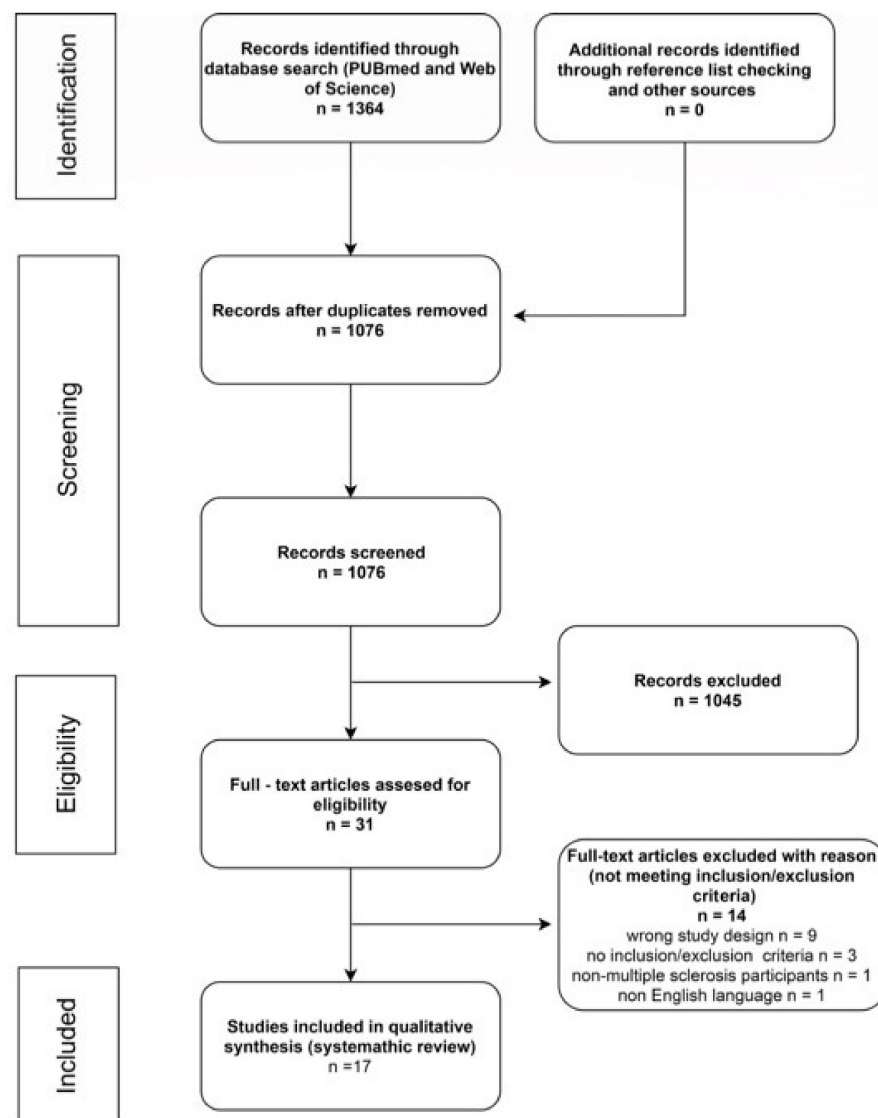 Identification
Records identified through
database search (PUBmed and Web
of Science)
n = 1364
Additional records identified
through reference list checking
and other sources
n = 0
Screening
Records after duplicates removed
n = 1076
Records screened
n = 1076
Records excluded
n = 1045
Eligibility
Full - text articles assesed for
eligibility
n = 31
Full-text articles excluded with reason
(not meeting inclusion/exclusion
criteria)
n = 14
wrong study design n = 9
no inclusion/exclusion criteria n = 3
non-multiple sclerosis participants n = 1
non English language n = 1
Included
Studies included in qualitative
synthesis (systemathic review)
n =17